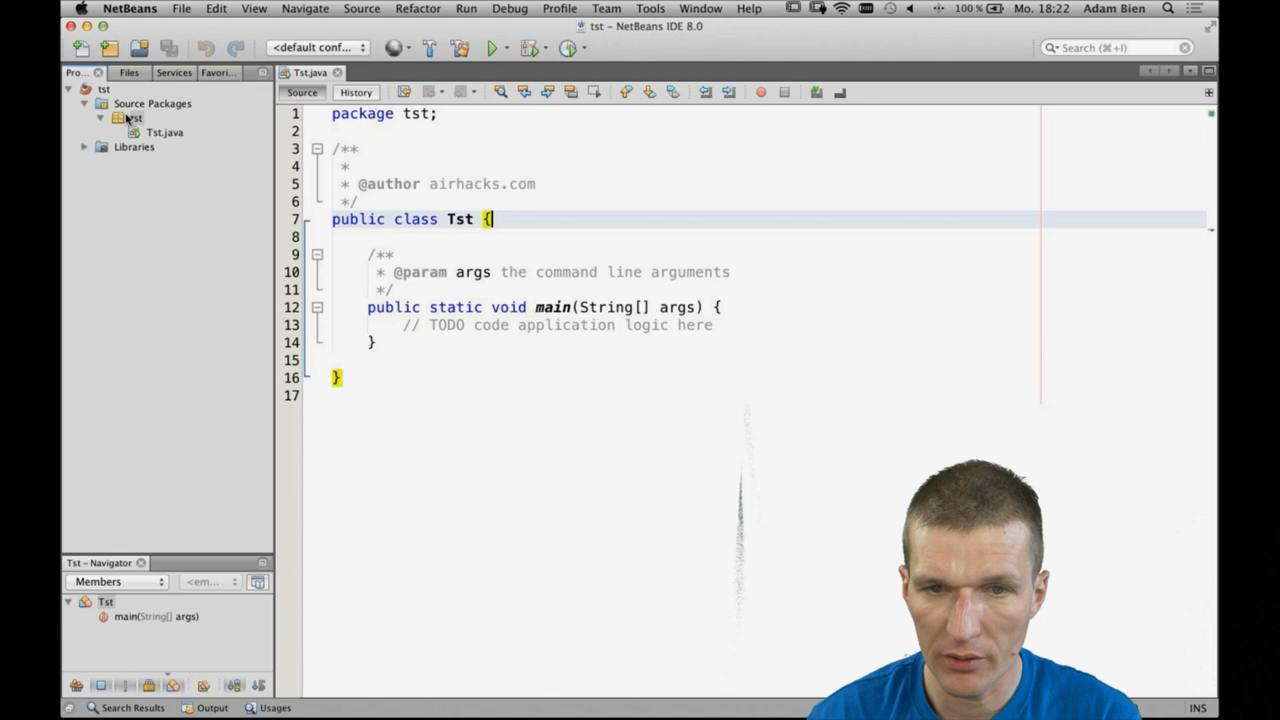 NetBeans File Edit View Navigate Source Refactor Run Debug Profile Team Tools Window Help 100 % Mo. 18:22 Adam Bien
tst – NetBeans IDE 8.0
<default conf... Search (⌘+I)
Pro... Files Services Favori... Tst.java
Source History
tst
Source Packages
tst
Tst.java
Libraries
1 package tst;
2
3 /**
4 *
5 * @author airhacks.com
6 */
7 public class Tst {
8
9 /**
10 * @param args the command line arguments
11 */
12 public static void main(String[] args) {
13 // TODO code application logic here
14 }
15
16 }
17
Tst – Navigator
Members <em...
Tst
main(String[] args)
Search Results Output Usages INS